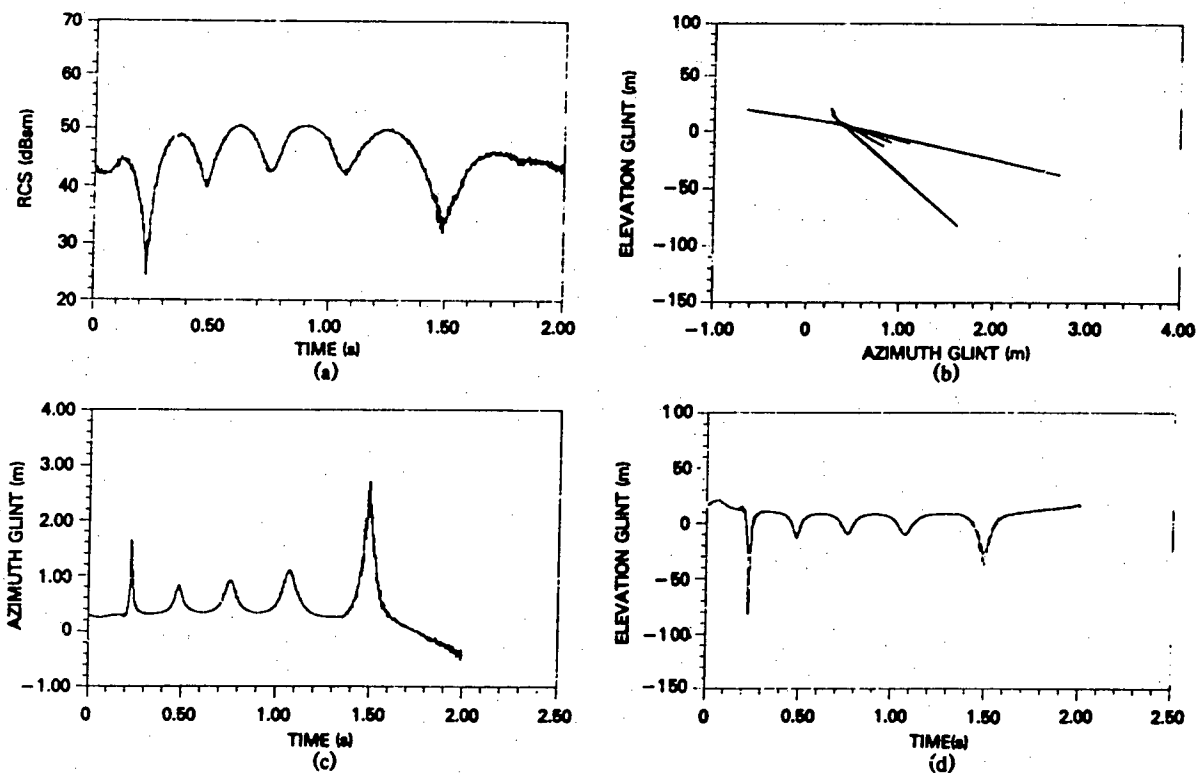 70
60
50
40
30
20
RCS (dBsm)
0 0.50 1.00 1.50 2.00
TIME (s)
(a)
100
50
0
−50
−100
−150
ELEVATION GLINT (m)
−1.00 0 1.00 2.00 3.00 4.00
AZIMUTH GLINT (m)
(b)
4.00
3.00
2.00
1.00
0
−1.00
AZIMUTH GLINT (m)
0 0.50 1.00 1.50 2.00 2.50
TIME (s)
(c)
100
50
0
−50
−100
−150
ELEVATION GLINT (m)
0 0.50 1.00 1.50 2.00 2.50
TIME(s)
(d)